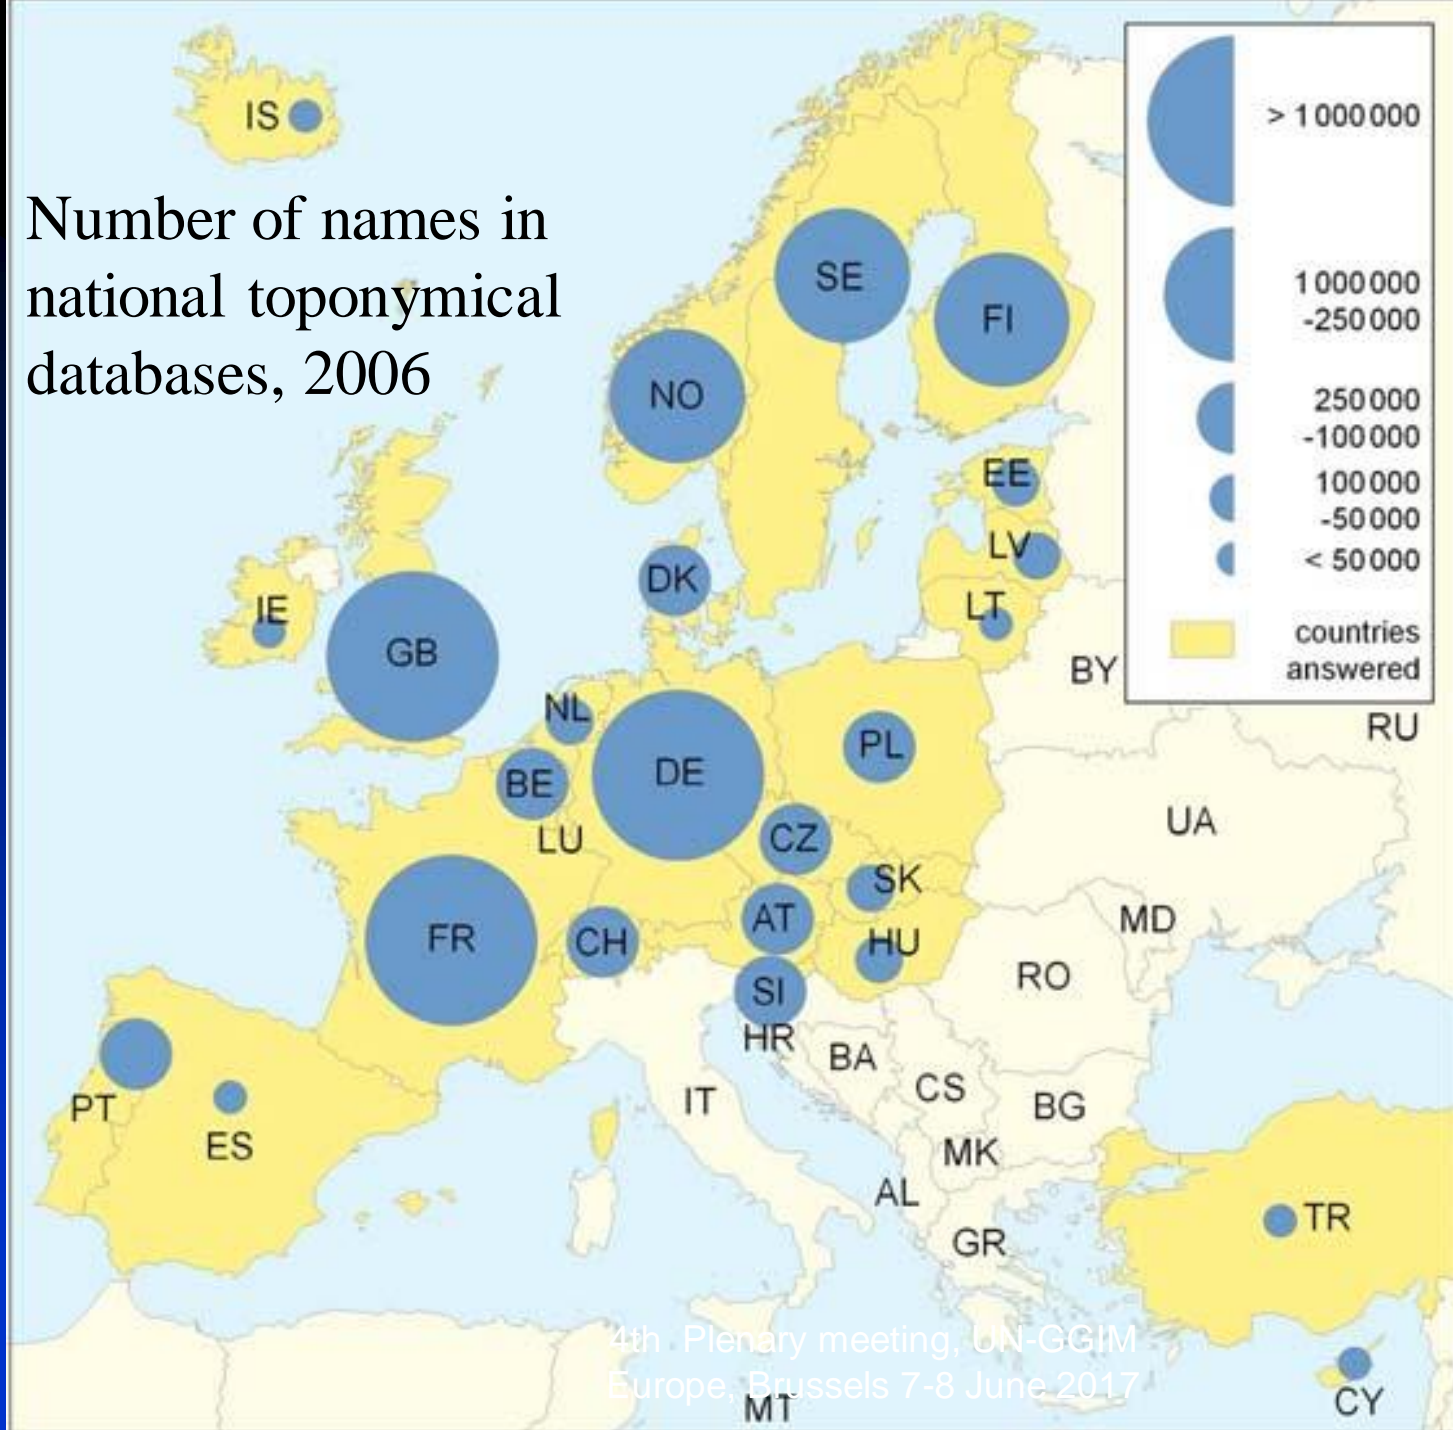 IS
Number of names in
national toponymical
databases, 2006
> 1 000 000
1 000 000
-250 000
250 000
-100 000
100 000
-50 000
< 50 000
countries
answered
SE
FI
NO
EE
LV
DK
LT
IE
GB
BY
NL
PL
RU
BE
DE
CZ
UA
LU
SK
AT
MD
FR
CH
HU
SI
RO
HR
BA
CS
PT
IT
BG
ES
MK
AL
TR
GR
4th Plenary meeting, UN-GGIM
Europe, Brussels 7-8 June 2017
MT
CY